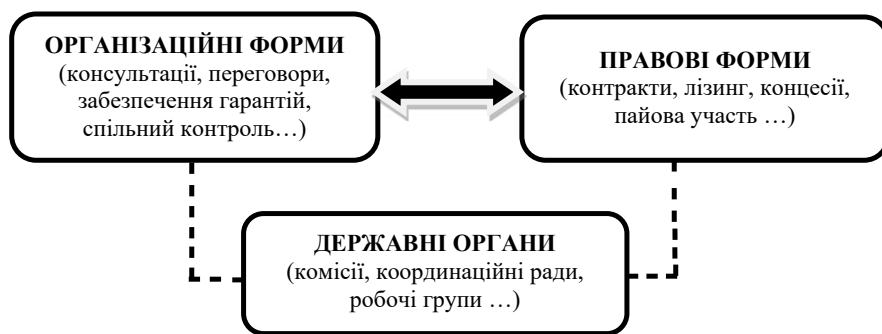 ОРГАНІЗАЦІЙНІ ФОРМИ
(консультації, переговори,
забезпечення гарантій,
спільний контроль…)
ПРАВОВІ ФОРМИ
(контракти, лізинг, концесії,
пайова участь …)
ДЕРЖАВНІ ОРГАНИ
(комісії, координаційні ради,
робочі групи …)